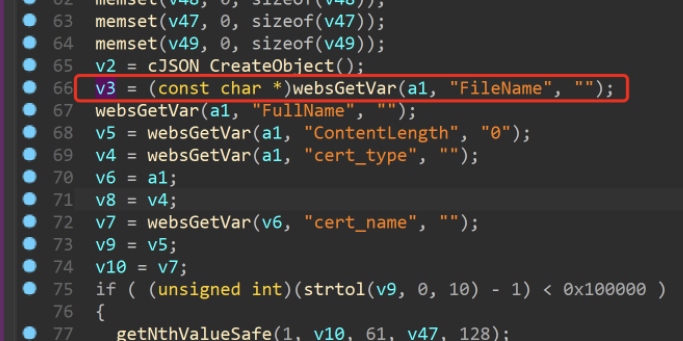 62 memset(v48, 0, sizeof(v48));
63 memset(v47, 0, sizeof(v47));
64 memset(v49, 0, sizeof(v49));
65 v2 = cJSON_CreateObject();
66 v3 = (const char *)websGetVar(a1, "FileName", "");
67 websGetVar(a1, "FullName", "");
68 v5 = websGetVar(a1, "ContentLength", "0");
69 v4 = websGetVar(a1, "cert_type", "");
70 v6 = a1;
71 v8 = v4;
72 v7 = websGetVar(v6, "cert_name", "");
73 v9 = v5;
74 v10 = v7;
75 if ( (unsigned int)(strtol(v9, 0, 10) - 1) < 0x100000 )
76 {
77 getNthValueSafe(1, v10, 61, v47, 128);